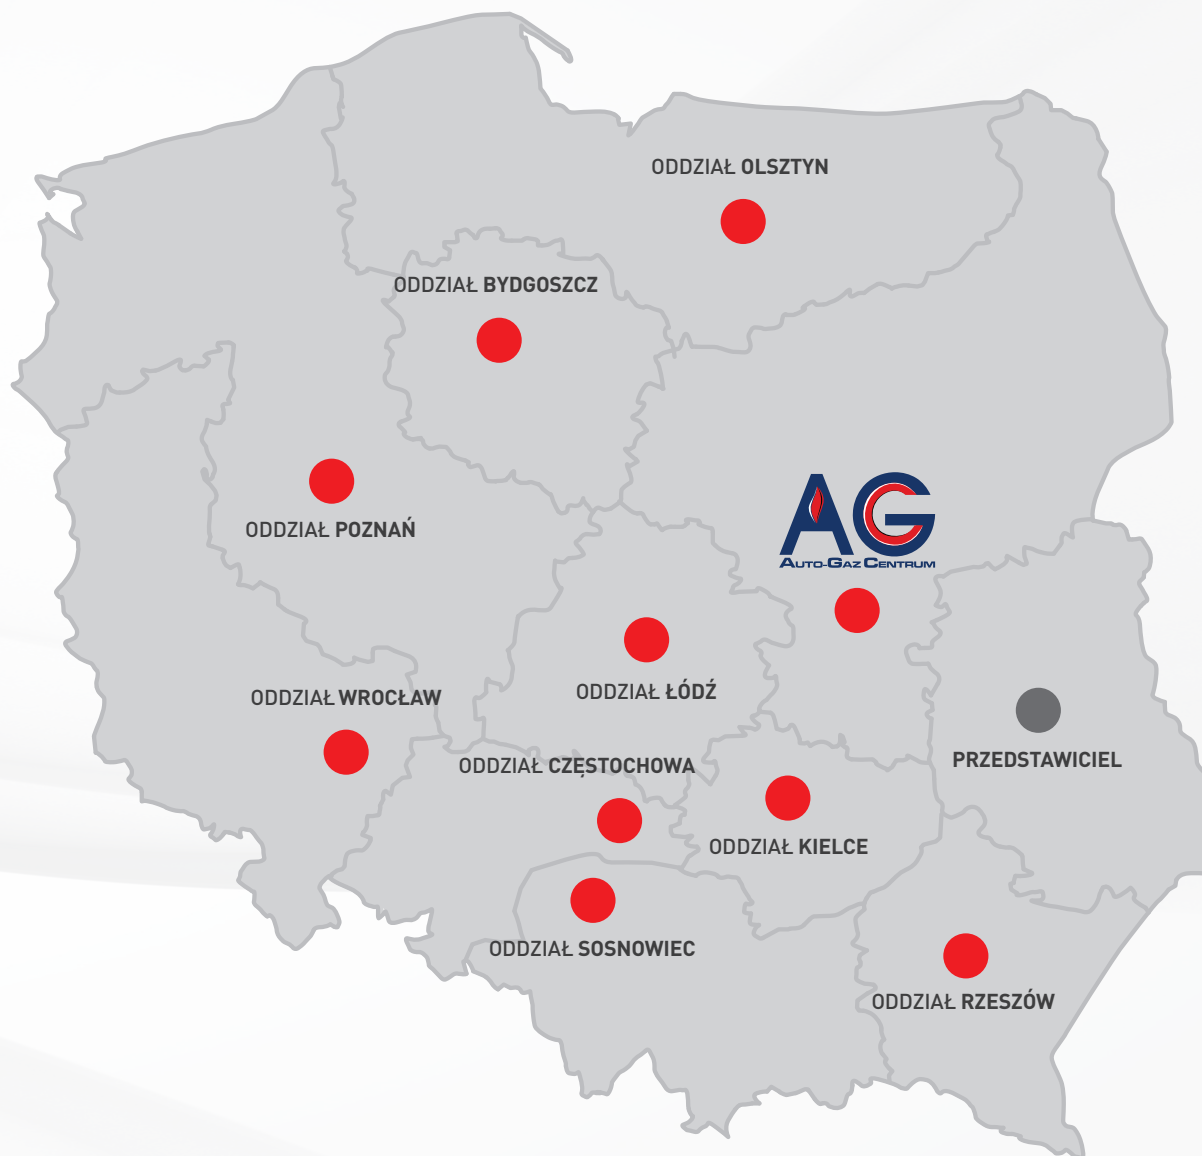 ODDZIAŁ OLSZTYN
ODDZIAŁ BYDGOSZCZ
ODDZIAŁ POZNAŃ
AG
AUTO-GAZ CENTRUM
ODDZIAŁ WROCŁAW
ODDZIAŁ ŁÓDŹ
PRZEDSTAWICIEL
ODDZIAŁ CZĘSTOCHOWA
ODDZIAŁ KIELCE
ODDZIAŁ SOSNOWIEC
ODDZIAŁ RZESZÓW